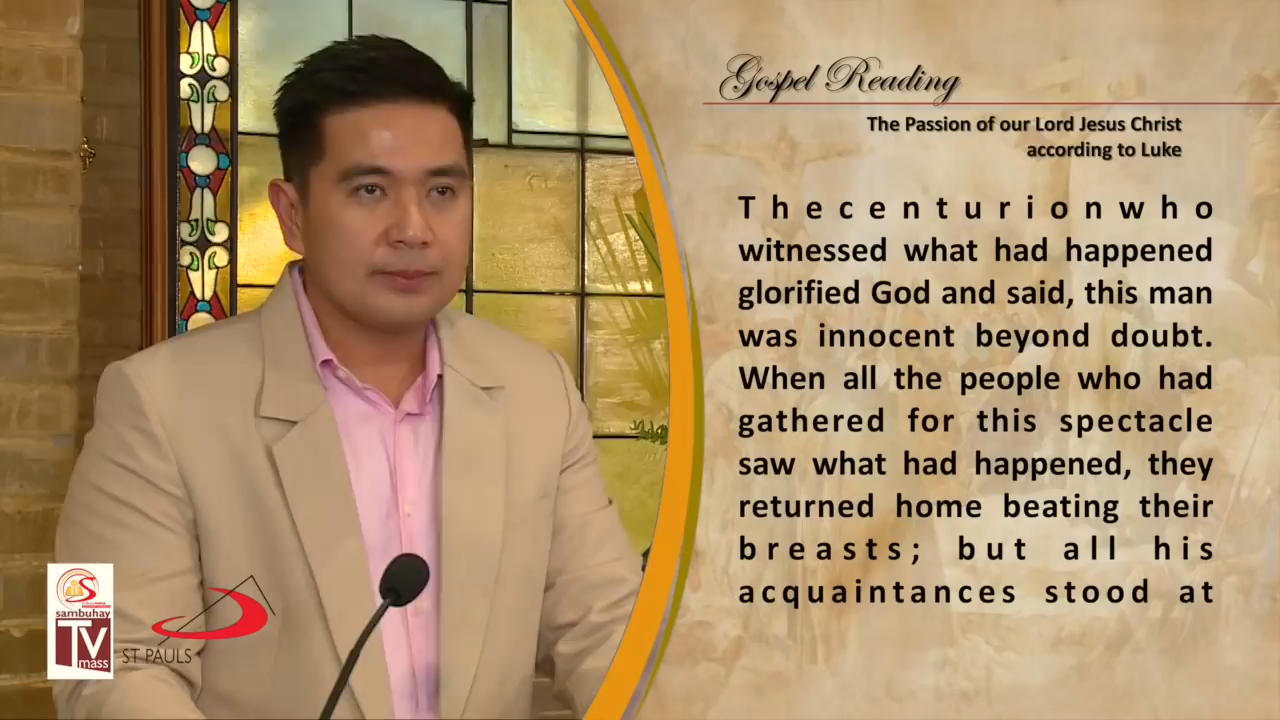 Gospel Reading
The Passion of our Lord Jesus Christ
according to Luke
The centurion who
witnessed what had happened
glorified God and said, this man
was innocent beyond doubt.
When all the people who had
gathered for this spectacle
saw what had happened, they
returned home beating their
breasts; but all his
acquaintances stood at
sambuhay
TV
mass
ST PAULS